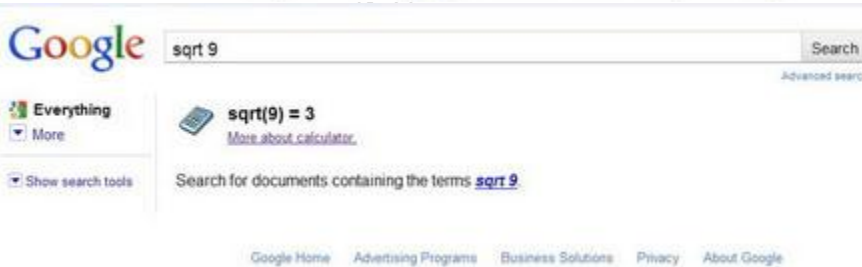 Google sqrt 9 Search
Advanced searc
Everything
More
sqrt(9) = 3
More about calculator.
Show search tools
Search for documents containing the terms sqrt 9.
Google Home Advertising Programs Business Solutions Privacy About Google